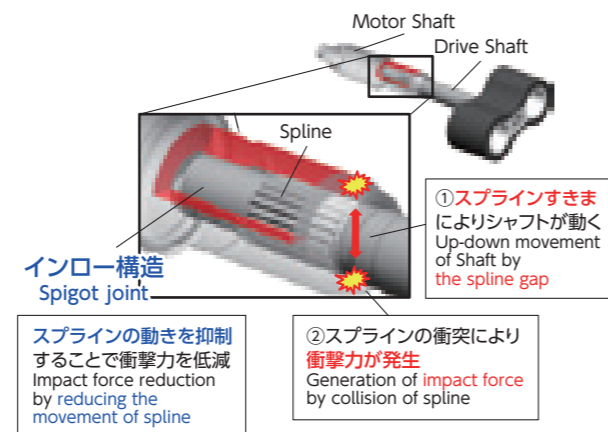 Motor Shaft
Drive Shaft
Spline
①スプラインすきま
によりシャフトが動く
Up-down movement
of Shaft by
the spline gap
インロー構造
Spigot joint
スプラインの動きを抑制
することで衝撃力を低減
Impact force reduction
by reducing the
movement of spline
②スプラインの衝突により
衝撃力が発生
Generation of impact force
by collision of spline